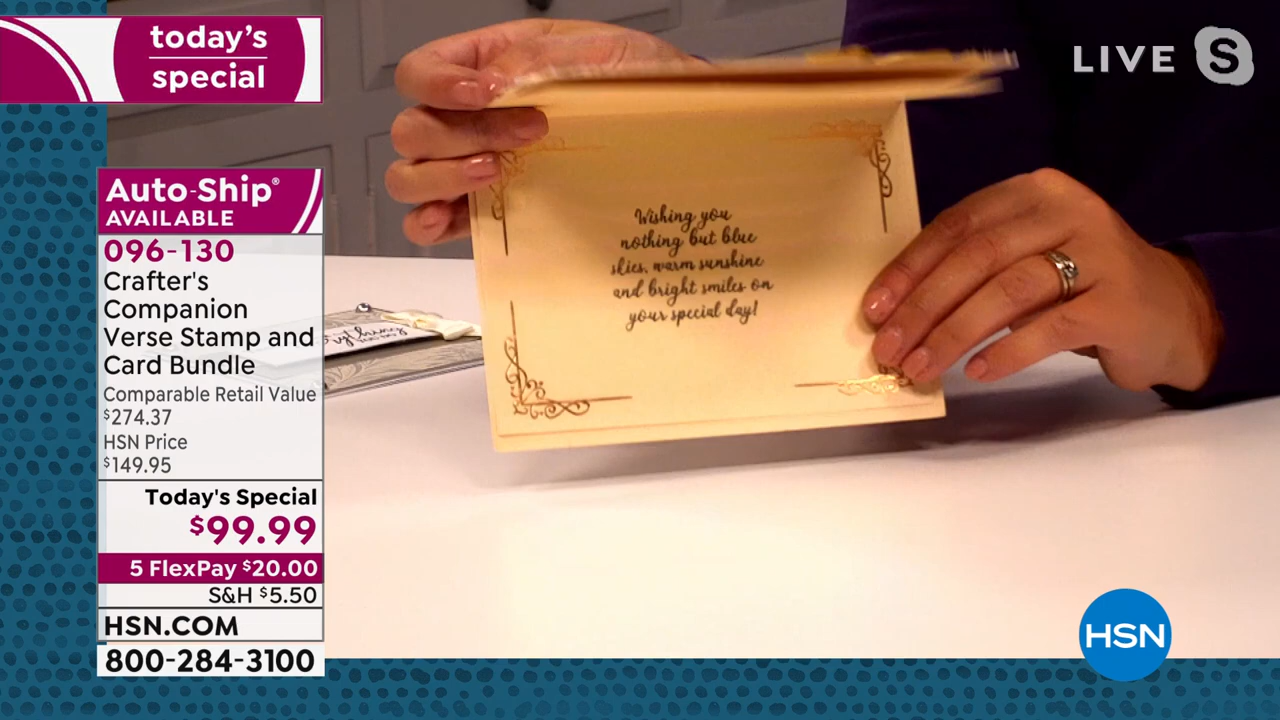 today's
special
LIVE S
Auto-Ship®
AVAILABLE
096-130
Crafter's
Companion
Verse Stamp and
Card Bundle
Comparable Retail Value
$274.37
HSN Price
$149.95
Today's Special
$99.99
5 FlexPay $20.00
S&H $5.50
HSN.COM
800-284-3100
Wishing you
nothing but blue
skies, warm sunshine
and bright smiles on
your special day!
HSN